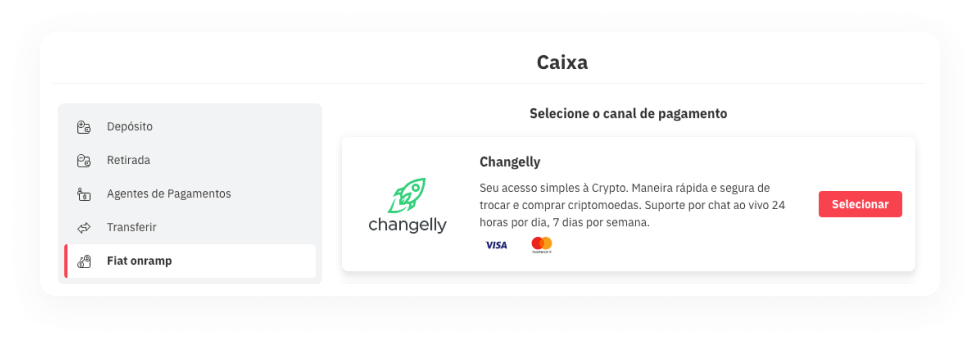 Caixa
Depósito
Retirada
Agentes de Pagamentos
Transferir
Fiat onramp
Selecione o canal de pagamento
changelly
Changelly
Seu acesso simples à Crypto. Maneira rápida e segura de
trocar e comprar criptomoedas. Suporte por chat ao vivo 24
horas por dia, 7 dias por semana.
VISA
Selecionar